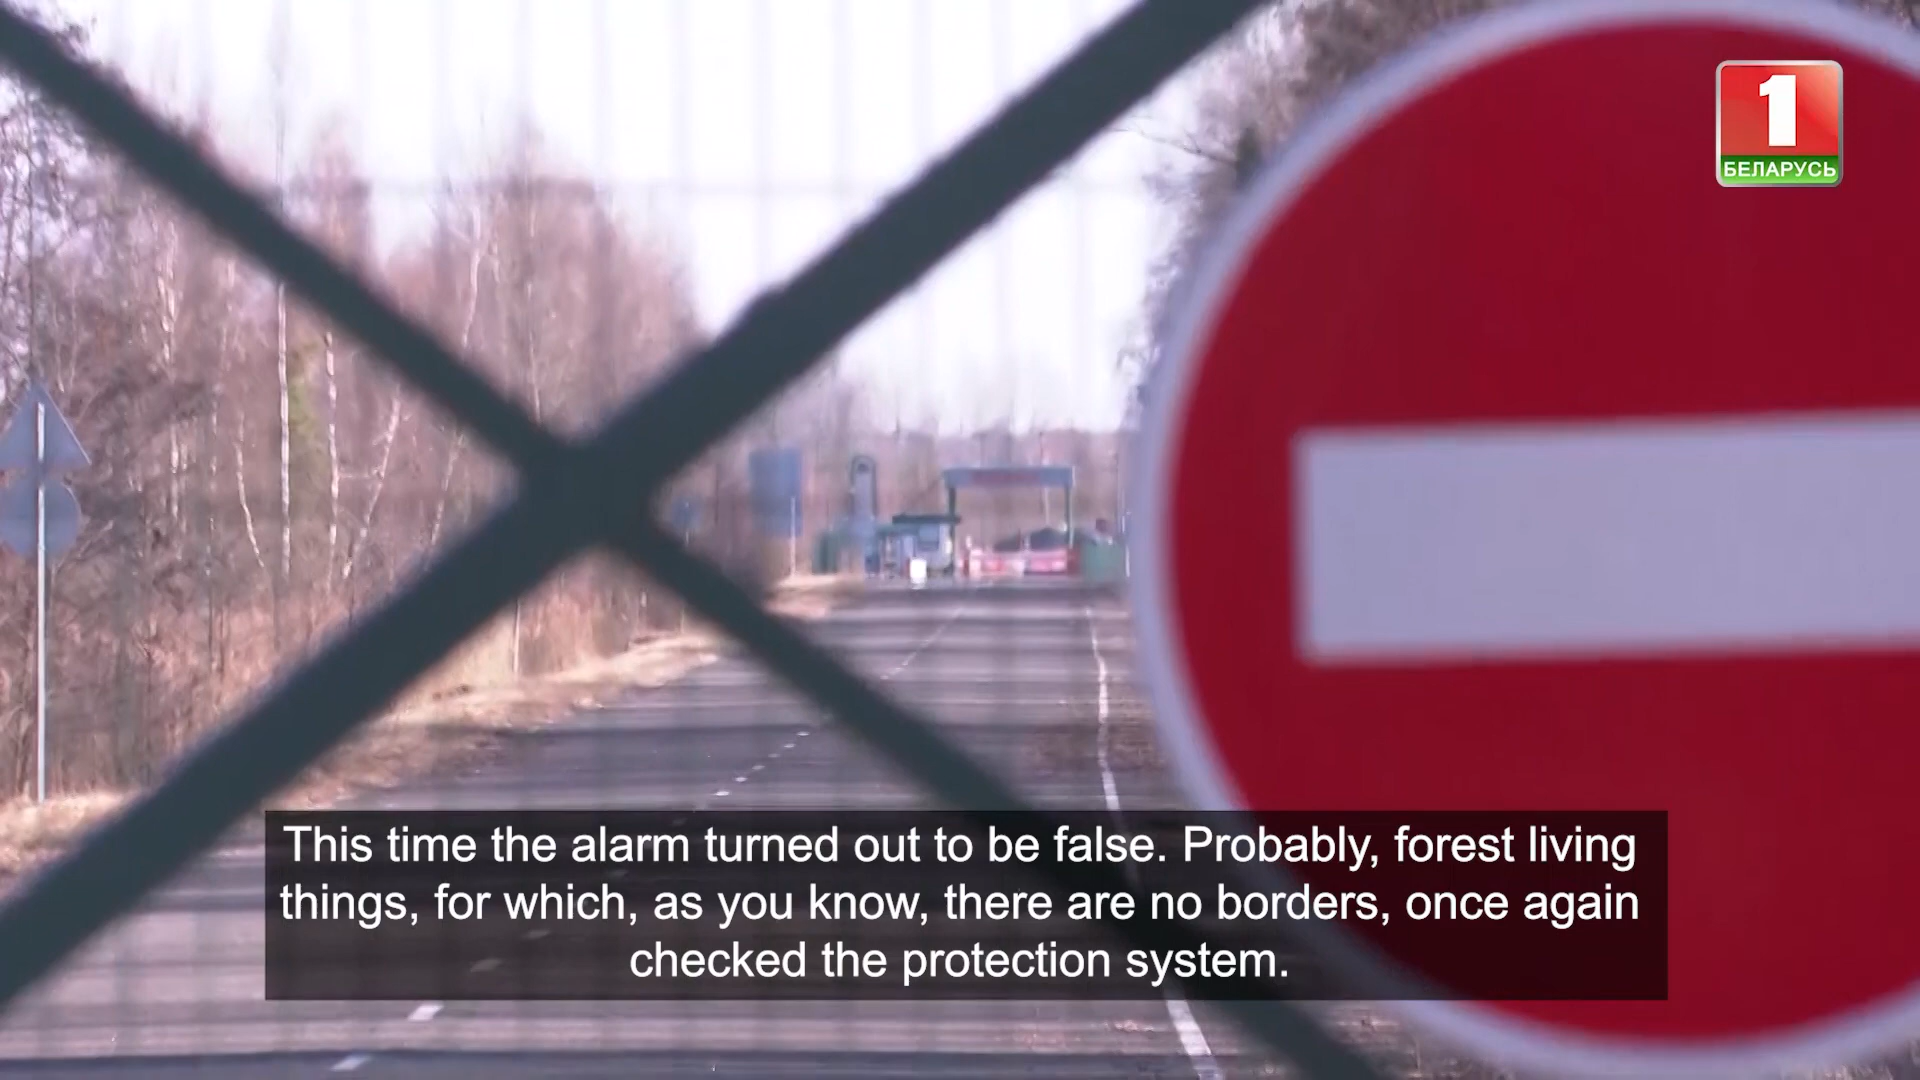 1
БЕЛАРУСЬ
This time the alarm turned out to be false. Probably, forest living
things, for which, as you know, there are no borders, once again
checked the protection system.